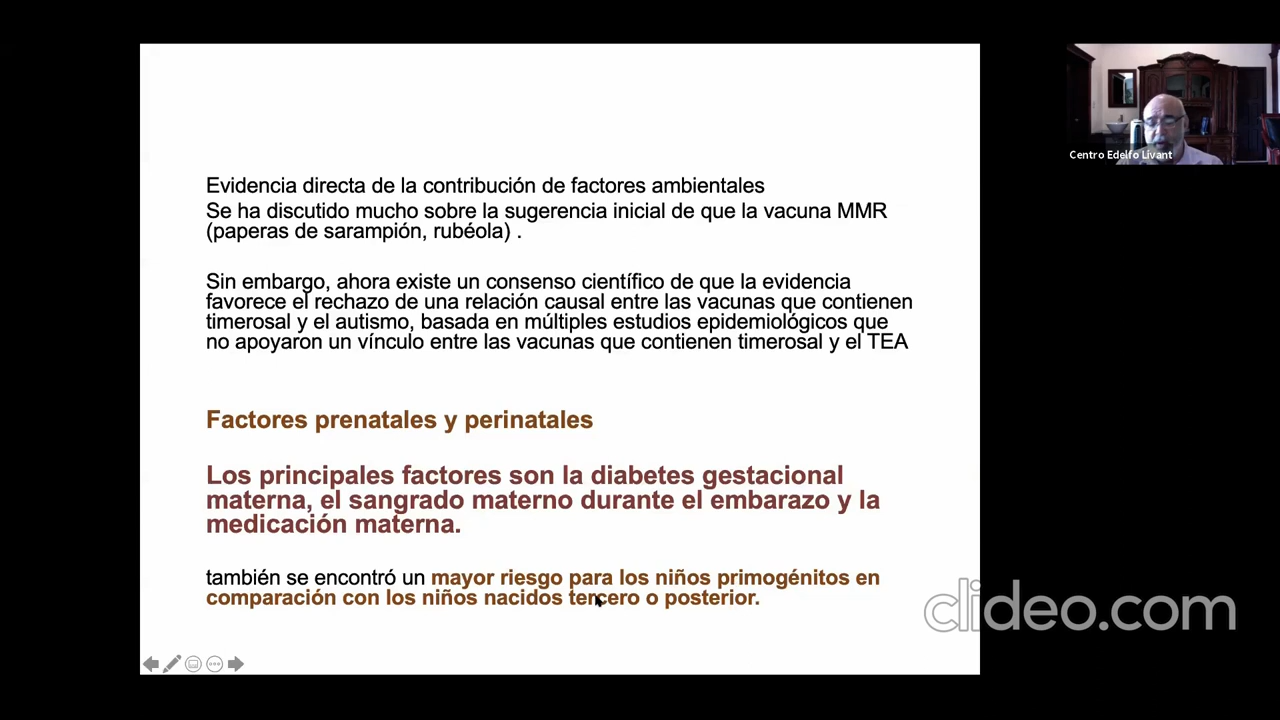 Evidencia directa de la contribución de factores ambientales
Se ha discutido mucho sobre la sugerencia inicial de que la vacuna MMR
(paperas de sarampión, rubéola) .
Sin embargo, ahora existe un consenso científico de que la evidencia
favorece el rechazo de una relación causal entre las vacunas que contienen
timerosal y el autismo, basada en múltiples estudios epidemiológicos que
no apoyaron un vínculo entre las vacunas que contienen timerosal y el TEA
Factores prenatales y perinatales
Los principales factores son la diabetes gestacional
materna, el sangrado materno durante el embarazo y la
medicación materna.
también se encontró un mayor riesgo para los niños primogénitos en
comparación con los niños nacidos tercero o posterior.
Centro Edelfo Livant
clideo.com